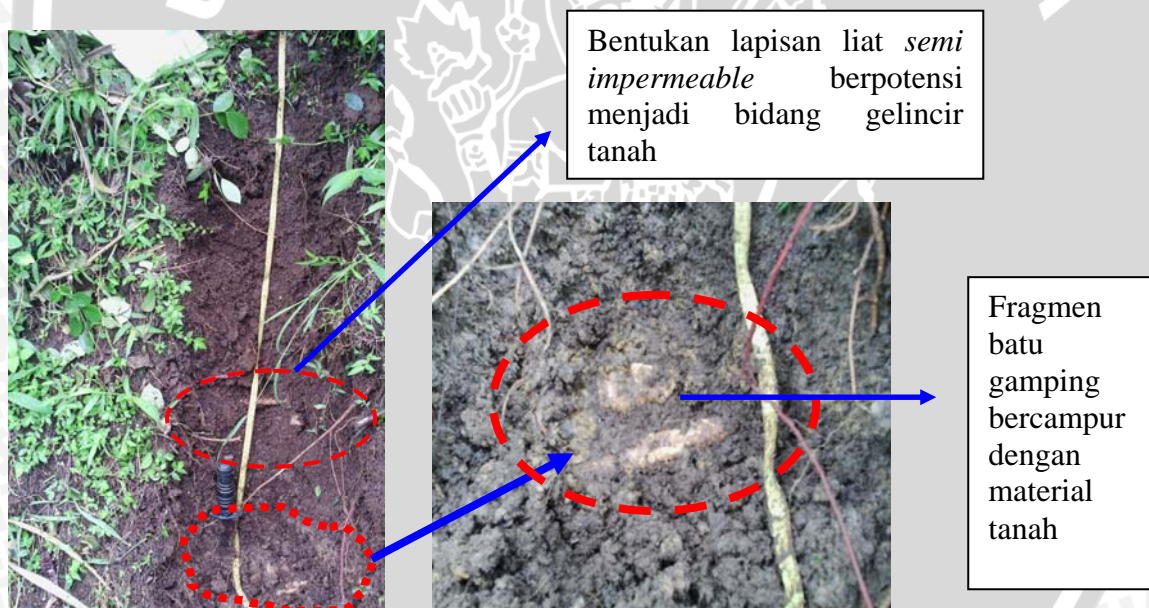 Bentukan lapisan liat semi
impermeable berpotensi
menjadi bidang gelincir
tanah
Fragmen
batu
gamping
bercampur
dengan
material
tanah